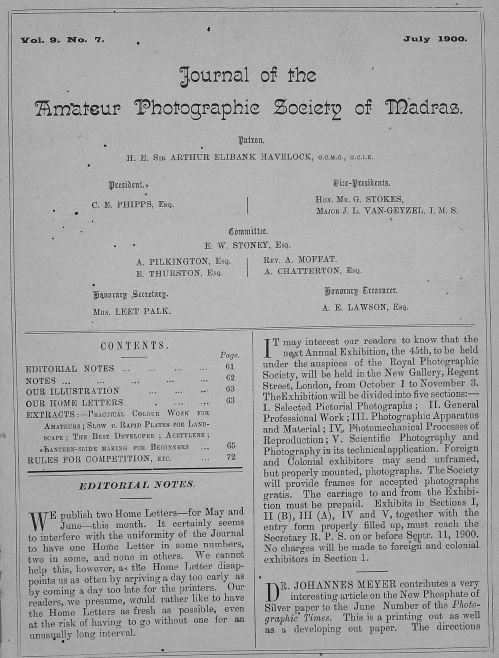 Vol. 9. No. 7.
July 1900.
Journal of the
Amateur Photographic Society of Madras.
Patron.
H. E. SIR ARTHUR ELIBANK HAVELOCK, G.C.M.G., G.C.I.E.
President.
Vice-Presidents.
C. E. PHIPPS, ESQ.
HON. MR. G. STOKES,
MAJOR J. L. VAN-GEYZEL, I. M. S.
Committee.
E. W. STONEY, ESQ.
A. PILKINGTON, ESQ.
REV. A. MOFFAT.
E. THURSTON, ESQ.
A. CHATTERTON, ESQ.
Honorary Secretary.
Honorary Treasurer.
MRS. LEET PALK.
A. E. LAWSON, ESQ.
CONTENTS.
Page.
EDITORIAL NOTES ... ... ... 61
NOTES ... ... ... ... ... 62
OUR ILLUSTRATION ... ... ... 63
OUR HOME LETTERS ... ... 63
EXTRACTS:—PRACTICAL COLOUR WORK FOR
AMATEURS; SLOW V. RAPID PLATES FOR LAND-
SCAPE; THE BEST DEVELOPER; ACETYLENE;
LANTERN-SLIDE MAKING FOR BEGINNERS ... 65
RULES FOR COMPETITION, ETC. ... 72
EDITORIAL NOTES.
WE publish two Home Letters—for May and
June—this month. It certainly seems
to interfere with the uniformity of the Journal
to have one Home Letter in some numbers,
two in some, and none in others. We cannot
help this, however, as the Home Letter disap-
points us as often by arriving a day too early as
by coming a day too late for the printers. Our
readers, we presume, would rather like to have
the Home Letters as fresh as possible, even
at the risk of having to go without one for an
unusually long interval.
IT may interest our readers to know that the
next Annual Exhibition, the 45th, to be held
under the auspices of the Royal Photographic
Society, will be held in the New Gallery, Regent
Street, London, from October 1 to November 3.
The Exhibition will be divided into five sections:—
I. Selected Pictorial Photographs; II. General
Professional Work; III. Photographic Apparatus
and Material; IV. Photomechanical Processes of
Reproduction; V. Scientific Photography and
Photography in its technical application. Foreign
and Colonial exhibitors may send unframed,
but properly mounted, photographs. The Society
will provide frames for accepted photographs
gratis. The carriage to and from the Exhibi-
tion must be prepaid. Exhibits in Sections I,
II (B), III (A), IV and V, together with the
entry form properly filled up, must reach the
Secretary R. P. S. on or before Septr. 11, 1900.
No charges will be made to foreign and colonial
exhibitors in Section 1.
DR. JOHANNES MEYER contributes a very
interesting article on the New Phosphate of
Silver paper to the June Number of the Photo-
graphic Times. This is a printing out as well
as a developing out paper. The directions